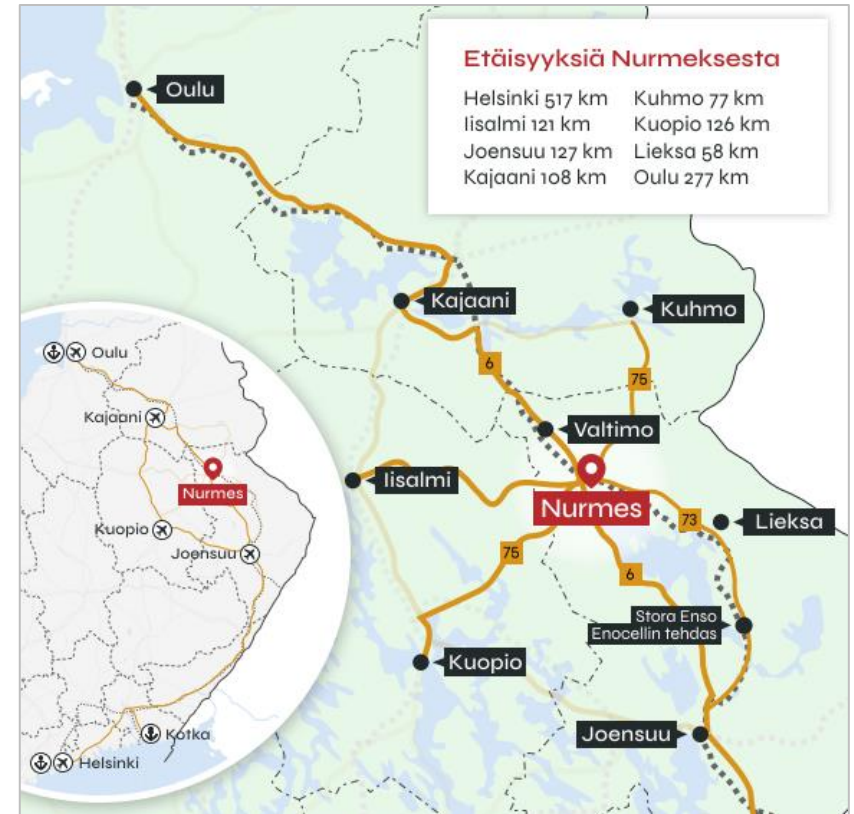 Etäisyyksiä Nurmeksesta
Helsinki 517 km
Iisalmi 121 km
Joensuu 127 km
Kajaani 108 km
Kuhmo 77 km
Kuopio 126 km
Lieksa 58 km
Oulu 277 km
Oulu
Kajaani
Kuhmo
6
75
Valtimo
Iisalmi
Nurmes
73
Lieksa
75
6
Stora Enso
Enocellin tehdas
Kuopio
Joensuu
Oulu
Kajaani
Nurmes
Kuopio
Joensuu
Kotka
Helsinki